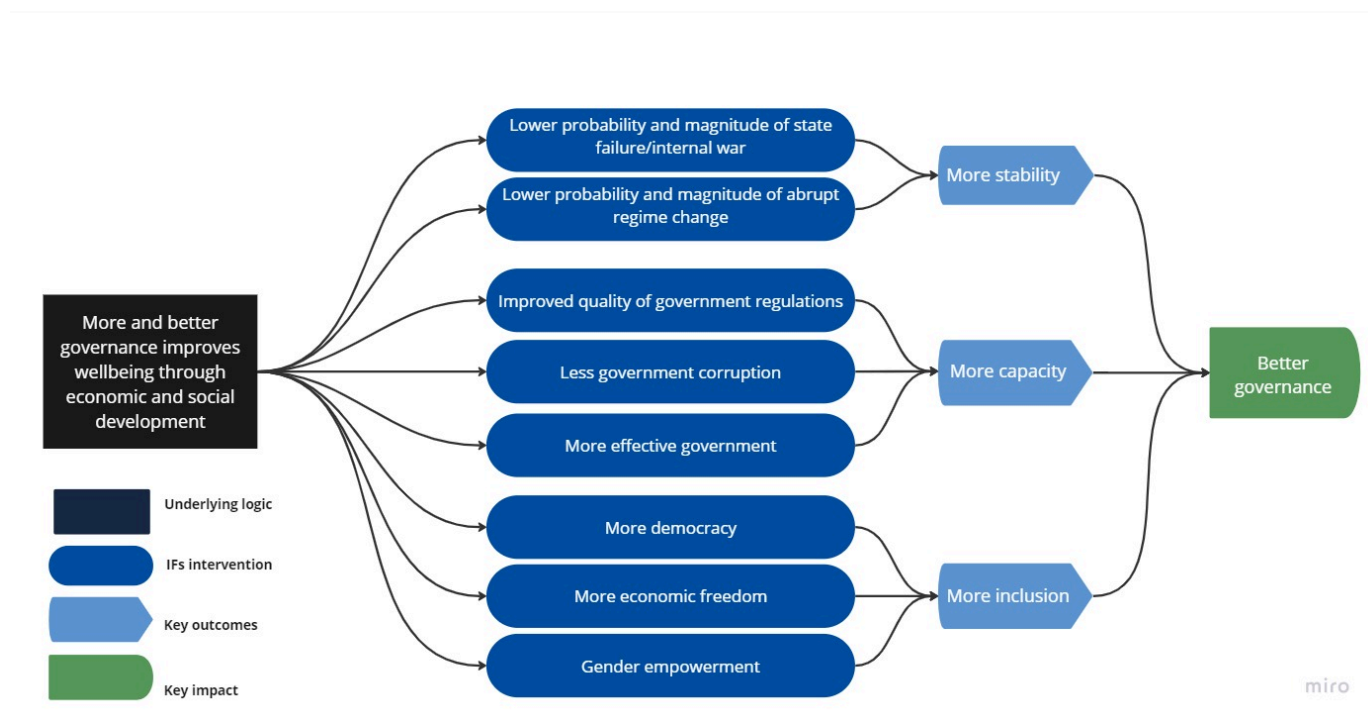 Lower probability and magnitude of state
failure/internal war
Lower probability and magnitude of abrupt
regime change
More stability
Improved quality of government regulations
More and better
governance improves
wellbeing through
economic and social
development
Less government corruption
More capacity
Better
governance
More effective government
Underlying logic
More democracy
IFs intervention
More economic freedom
More inclusion
Key outcomes
Gender empowerment
Key impact
miro